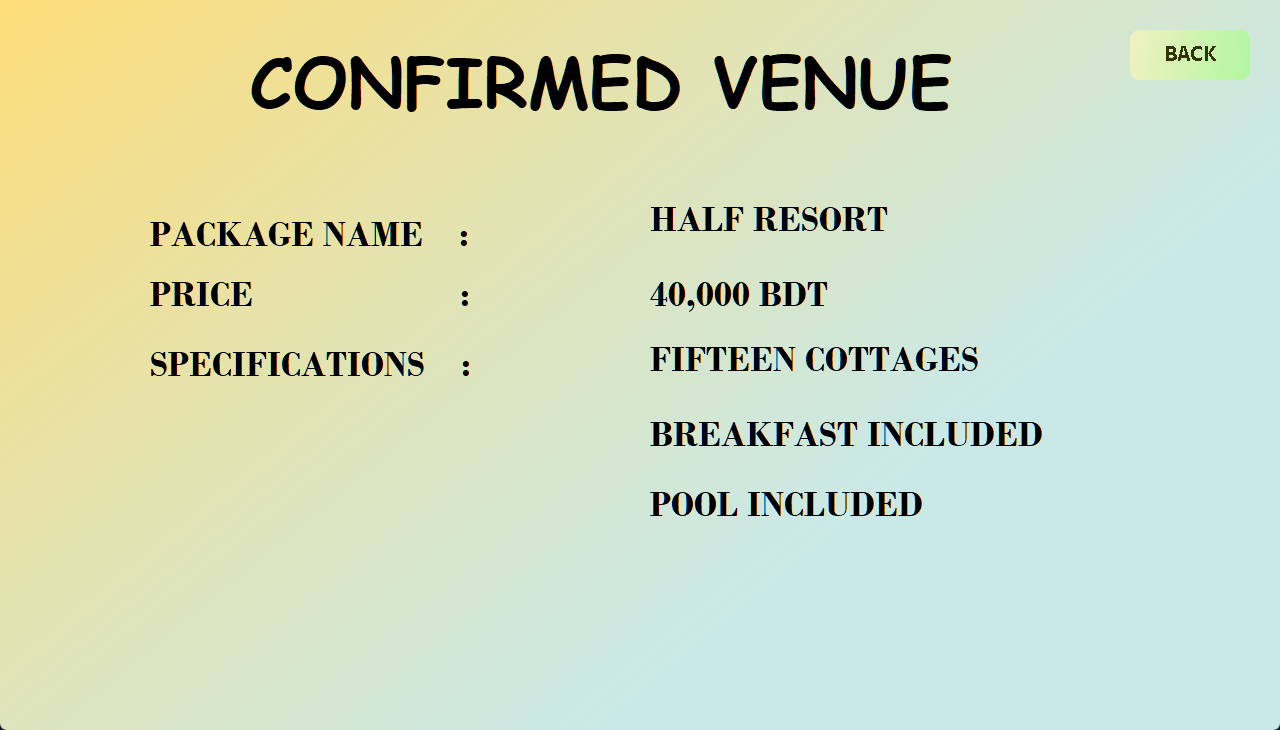 CONFIRMED VENUE
BACK
PACKAGE NAME : HALF RESORT
PRICE : 40,000 BDT
SPECIFICATIONS : FIFTEEN COTTAGES
BREAKFAST INCLUDED
POOL INCLUDED